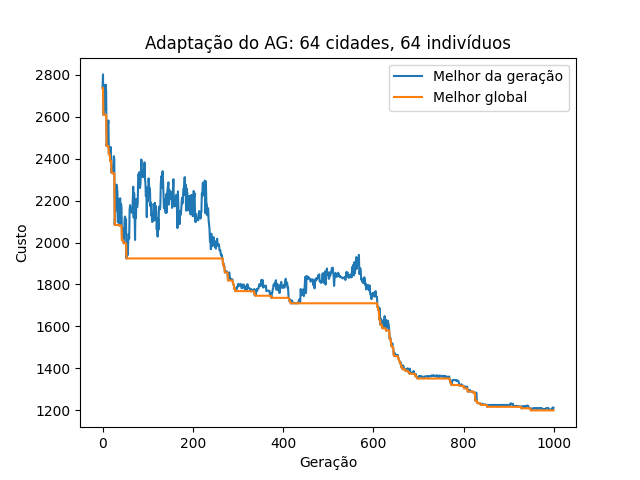 Adaptação do AG: 64 cidades, 64 indivíduos
Melhor da geração
Melhor global
Custo
2800
2600
2400
2200
2000
1800
1600
1400
1200
0 200 400 600 800 1000
Geração